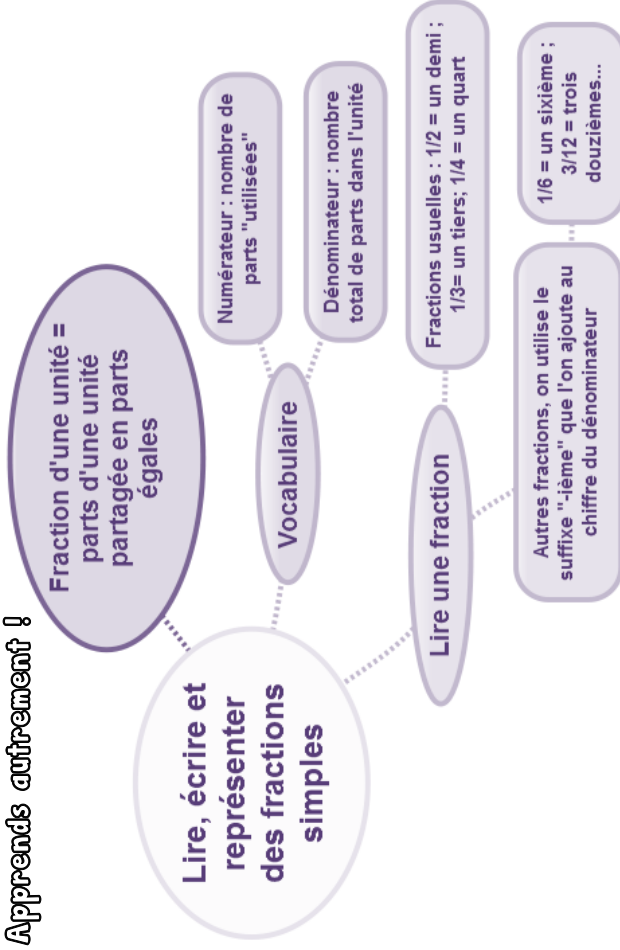 Apprends autrement !
Fraction d'une unité =
parts d'une unité
partagée en parts
égales
Lire, écrire et
représenter
des fractions
simples
Vocabulaire
Numérateur : nombre de
parts "utilisées"
Dénominateur : nombre
total de parts dans l'unité
Lire une fraction
Fractions usuelles : 1/2 = un demi ;
1/3= un tiers; 1/4 = un quart
Autres fractions, on utilise le
suffixe "-ième" que l'on ajoute au
chiffre du dénominateur
1/6 = un sixième ;
3/12 = trois
douzièmes...